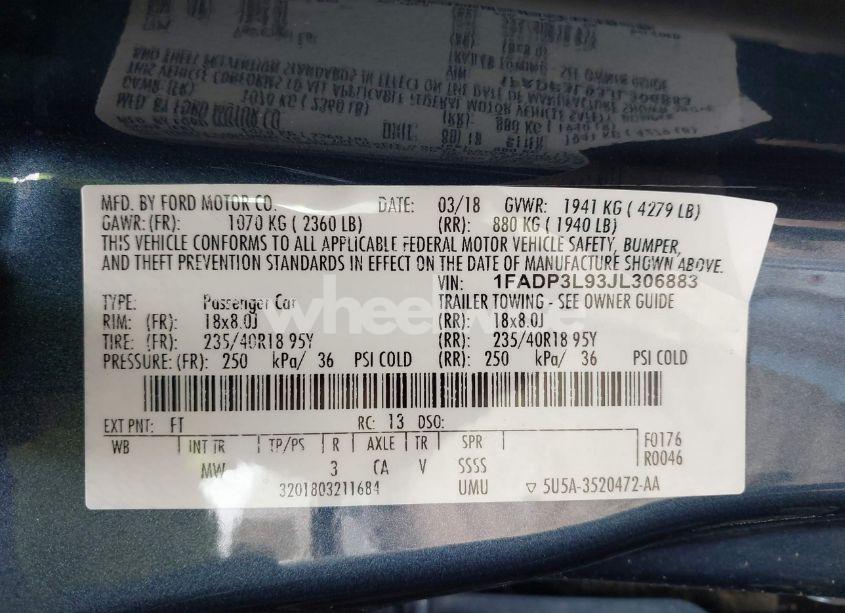 MFD. BY FORD MOTOR CO. DATE: 03/18 GVWR: 1941 KG ( 4279 LB)
GAWR: (FR): 1070 KG ( 2360 LB) (RR): 880 KG ( 1940 LB)
THIS VEHICLE CONFORMS TO ALL APPLICABLE FEDERAL MOTOR VEHICLE SAFETY, BUMPER,
AND THEFT PREVENTION STANDARDS IN EFFECT ON THE DATE OF MANUFACTURE SHOWN ABOVE.
VIN: 1FADP3L93JL306883
TYPE: Passenger Car TRAILER TOWING - SEE OWNER GUIDE
RIM: (FR): 18x8.0J (RR): 18x8.0J
TIRE: (FR): 235/40R18 95Y (RR): 235/40R18 95Y
PRESSURE: (FR): 250 kPa/ 36 PSI COLD (RR): 250 kPa/ 36 PSI COLD
EXT PNT: FT RC: 13 DSO:
WB INT TR TP/PS R AXLE TR SPR F0176
MW 3 CA V SSSS R0046
3201803211684 UMU ▽ 5U5A-3520472-AA